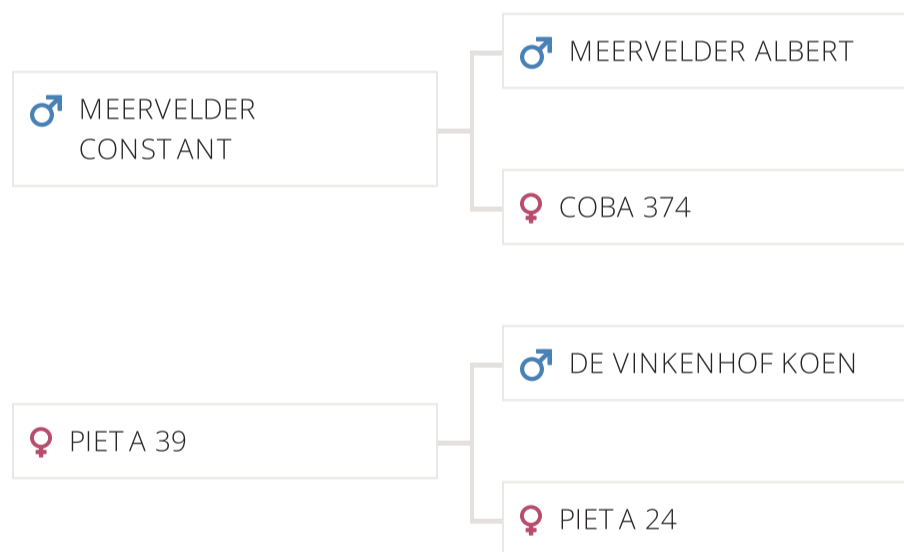 MEERVELDER ALBERT
MEERVELDER
CONSTANT
COBA 374
DE VINKENHOF KOEN
PIETA 39
PIETA 24